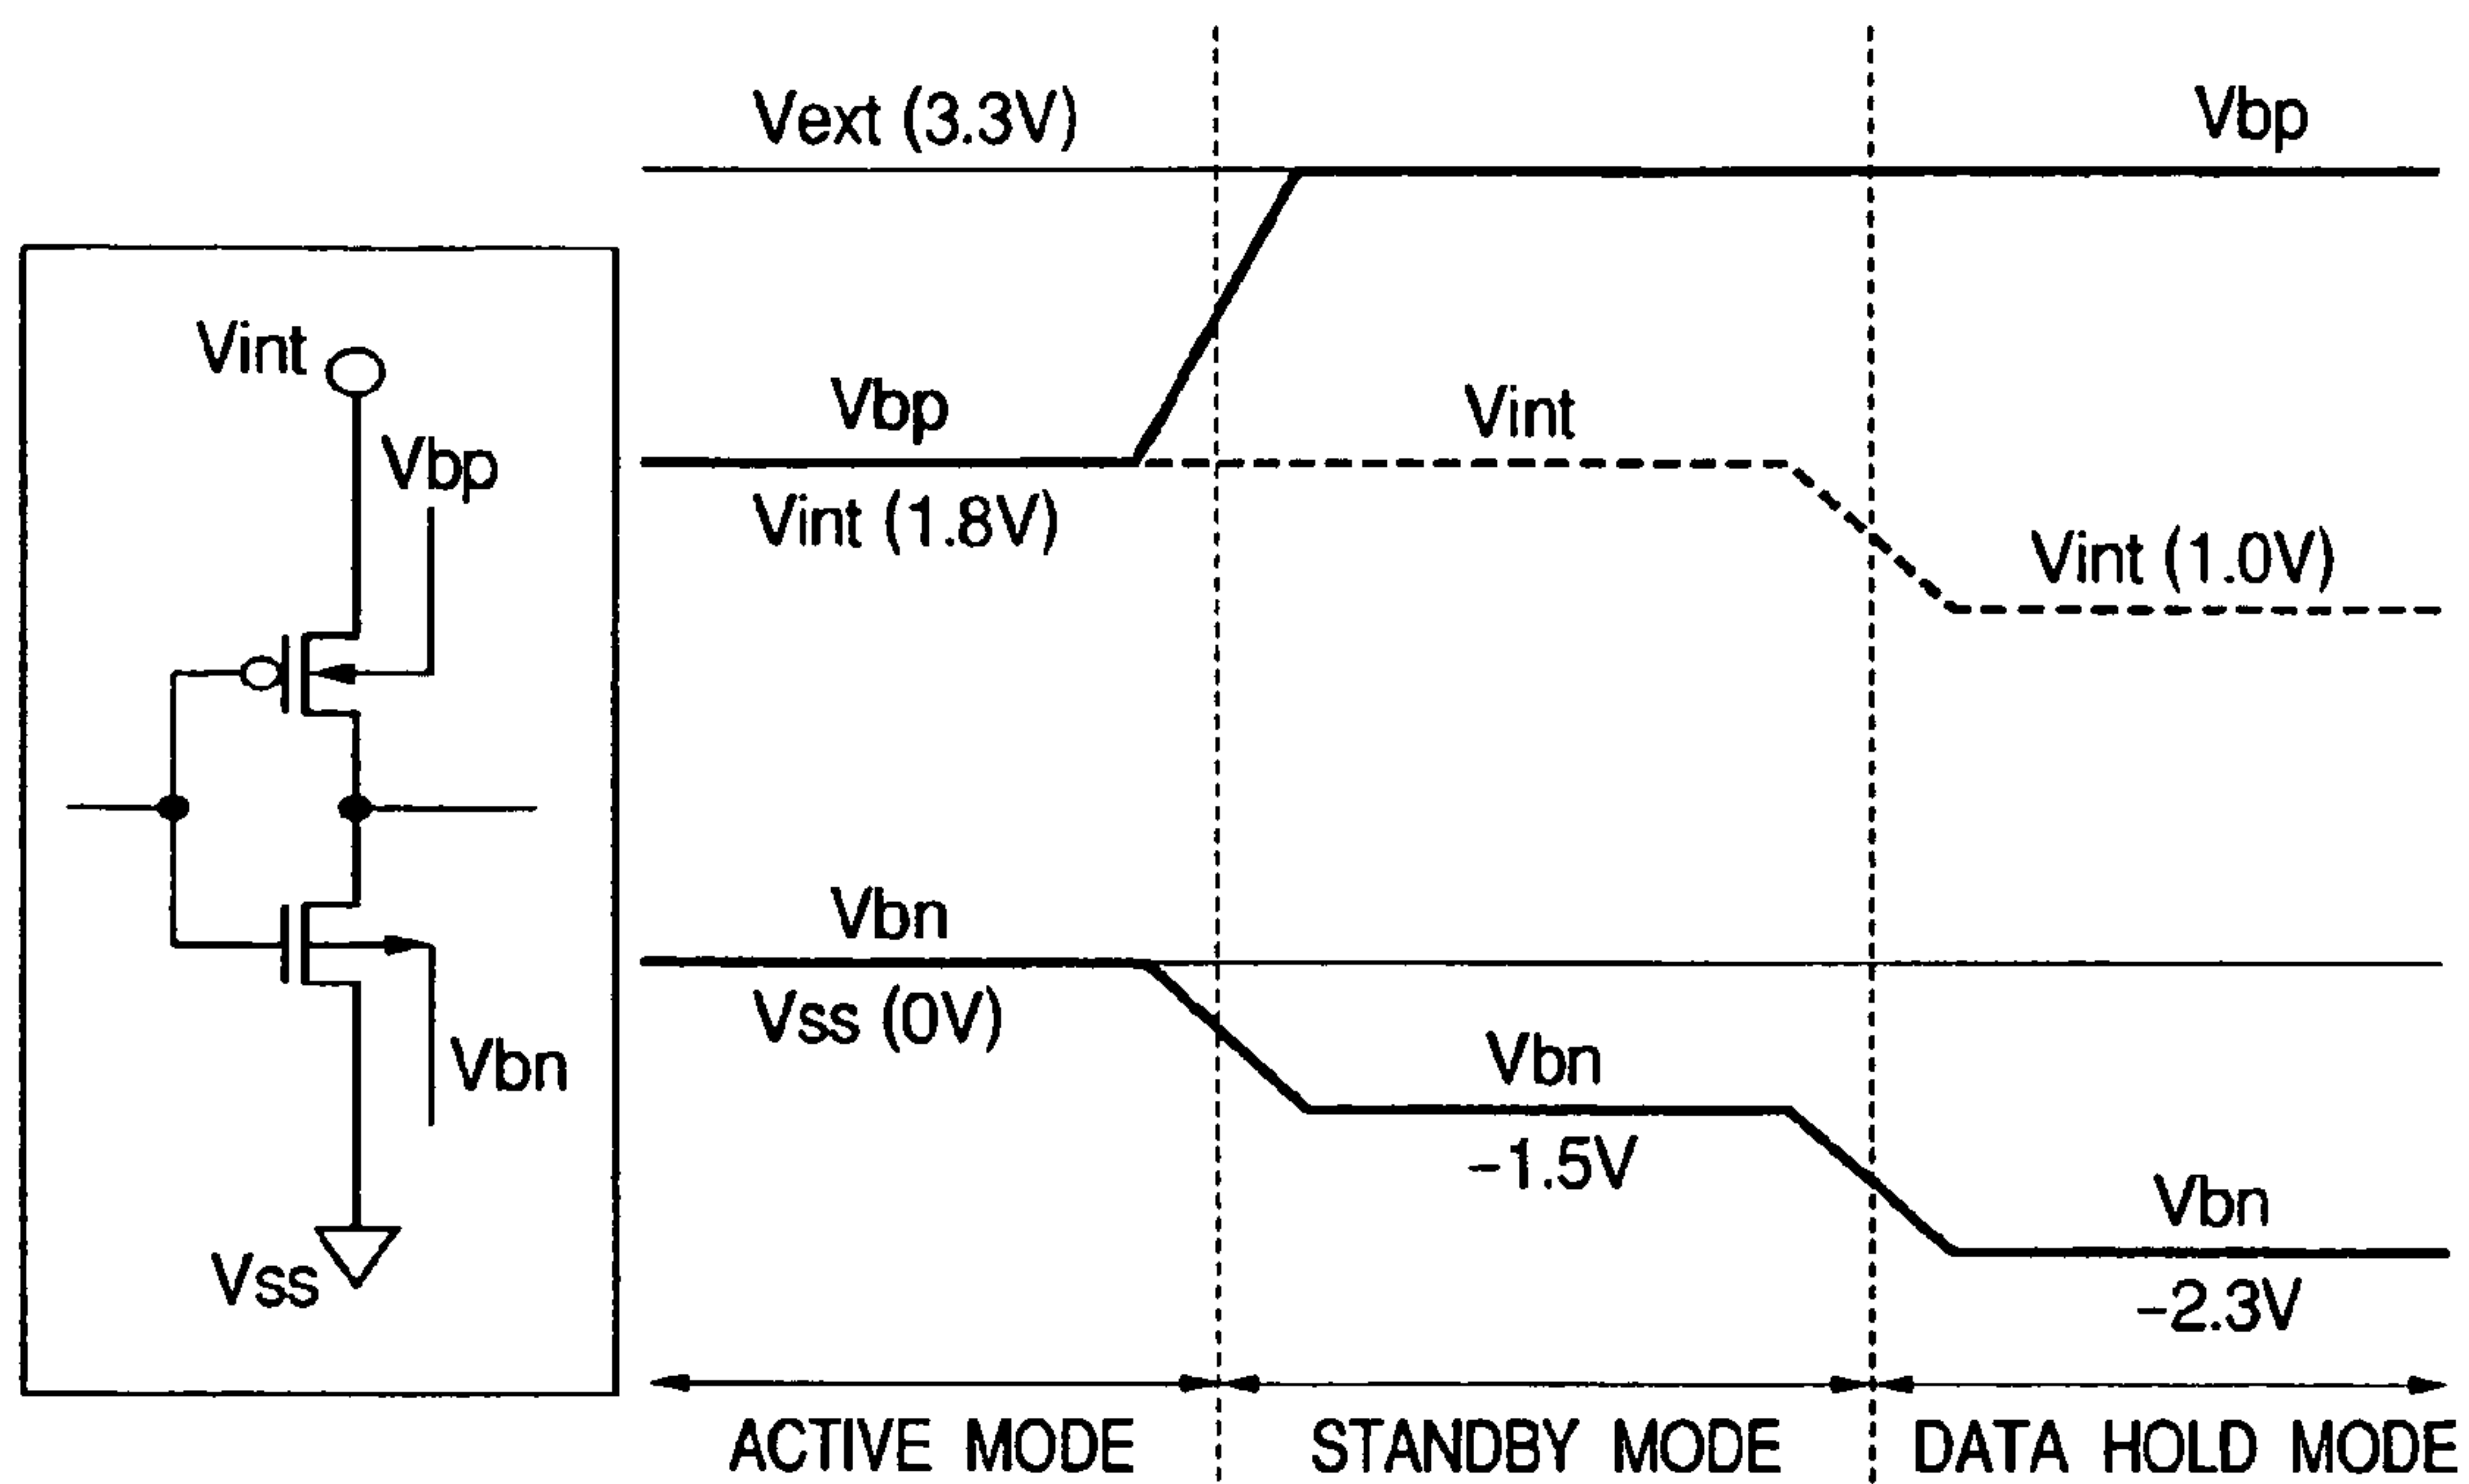 Vext (3.3V)
Vbp
Vint
Vbp
Vbp
Vint
Vint (1.8V)
Vint (1.0V)
Vbn
Vss (0V)
Vbn
Vbn
-1.5V
Vbn
Vss
-2.3V
ACTIVE MODE
STANDBY MODE
DATA HOLD MODE